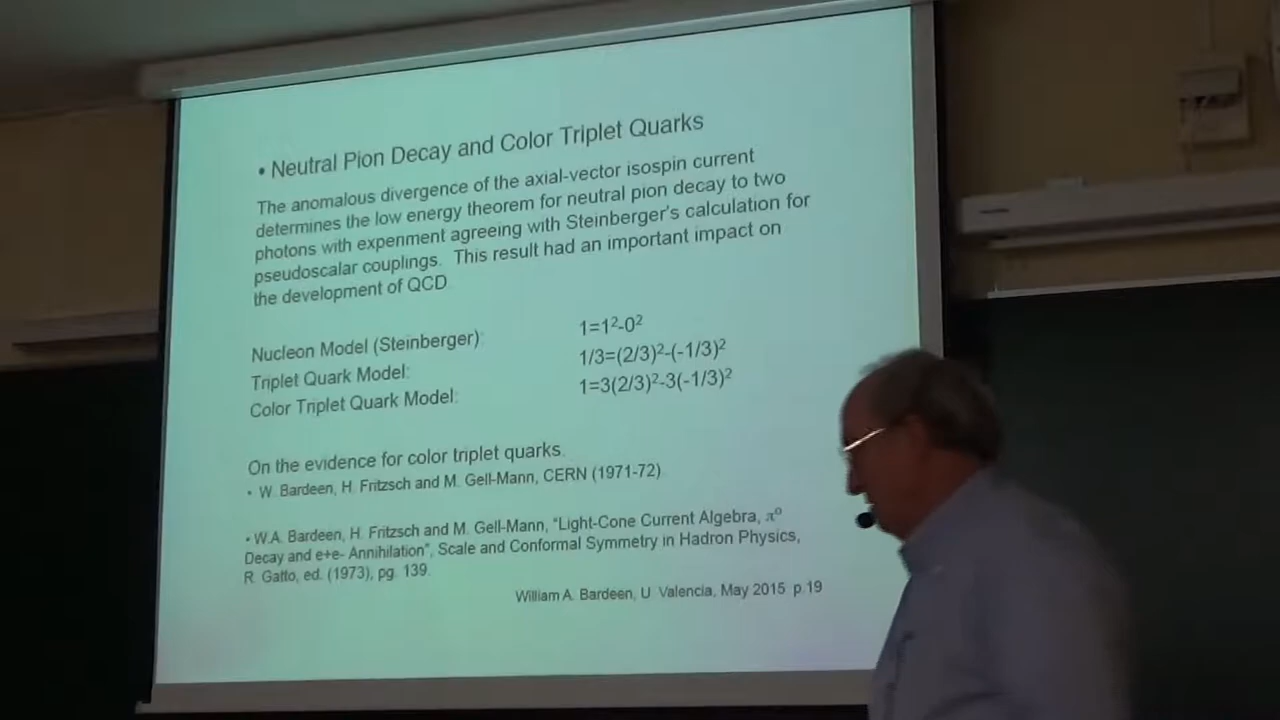 • Neutral Pion Decay and Color Triplet Quarks
The anomalous divergence of the axial-vector isospin current
determines the low energy theorem for neutral pion decay to two
photons with experiment agreeing with Steinberger's calculation for
pseudoscalar couplings. This result had an important impact on
the development of QCD
Nucleon Model (Steinberger): 1=1²-0²
Triplet Quark Model: 1/3=(2/3)²-(-1/3)²
Color Triplet Quark Model: 1=3(2/3)²-3(-1/3)²
On the evidence for color triplet quarks.
• W. Bardeen, H. Fritzsch and M. Gell-Mann, CERN (1971-72)
• W.A. Bardeen, H. Fritzsch and M. Gell-Mann, "Light-Cone Current Algebra, π⁰
Decay and e+e- Annihilation", Scale and Conformal Symmetry in Hadron Physics,
R. Gatto, ed. (1973), pg. 139.
William A. Bardeen, U. Valencia, May 2015 p.19